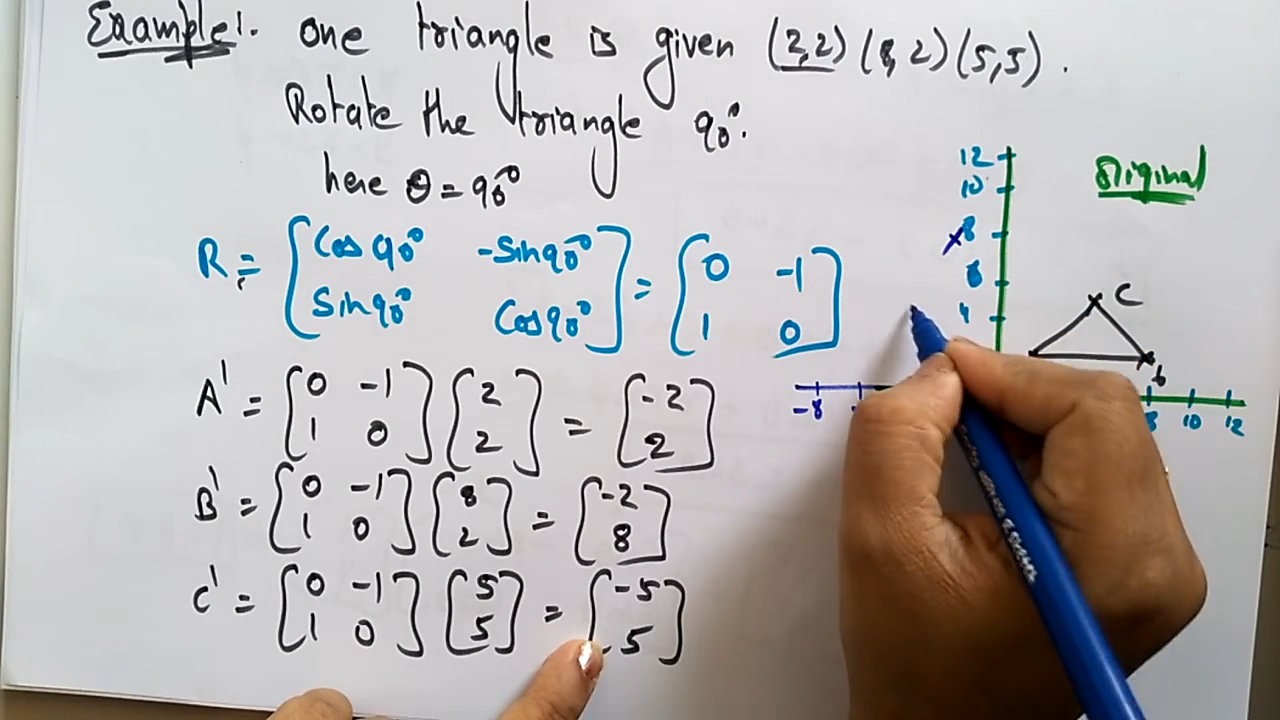 Example:- One triangle is given (2,2) (8,2) (5,5).
Rotate the triangle 90°.
here θ = 90°
R = [cos90° -sin90°] = [0 -1]
[sin90° cos90°] [1 0]
A' = [0 -1] [2] = [-2]
[1 0] [2] [2]
B' = [0 -1] [8] = [-2]
[1 0] [2] [8]
C' = [0 -1] [5] = [-5]
[1 0] [5] [5]
Original
12
10
8
6
4
C
b
-8
8 10 12